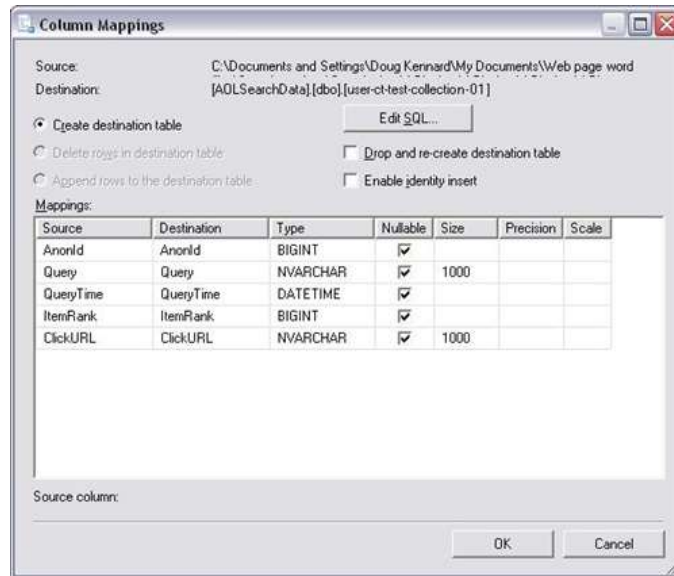 Column Mappings
Source: C:\Documents and Settings\Doug Kennard\My Documents\Web page word
Destination: [AOLSearchData].[dbo].[user-ct-test-collection-01]
Create destination table Edit SQL...
Delete rows in destination table Drop and re-create destination table
Append rows to the destination table Enable identity insert
Mappings:
Source Destination Type Nullable Size Precision Scale
AnonId AnonId BIGINT
Query Query NVARCHAR 1000
QueryTime QueryTime DATETIME
ItemRank ItemRank BIGINT
ClickURL ClickURL NVARCHAR 1000
Source column:
OK Cancel